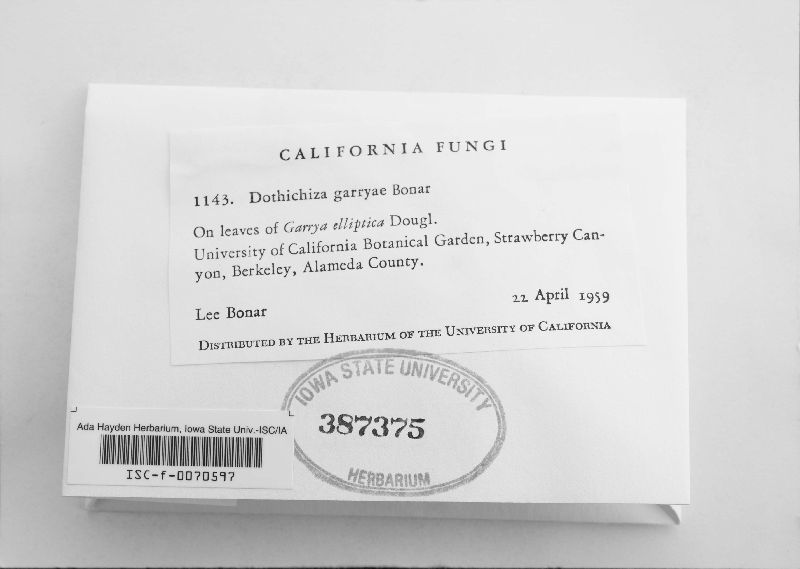 CALIFORNIA FUNGI
1143. Dothichiza garryae Bonar
On leaves of Garrya elliptica Dougl.
University of California Botanical Garden, Strawberry Can-
yon, Berkeley, Alameda County.
Lee Bonar 22 April 1959
Distributed by the Herbarium of the University of California
IOWA STATE UNIVERSITY
387375
HERBARIUM
Ada Hayden Herbarium, Iowa State Univ.-ISC/IA
ISC-f-0070597